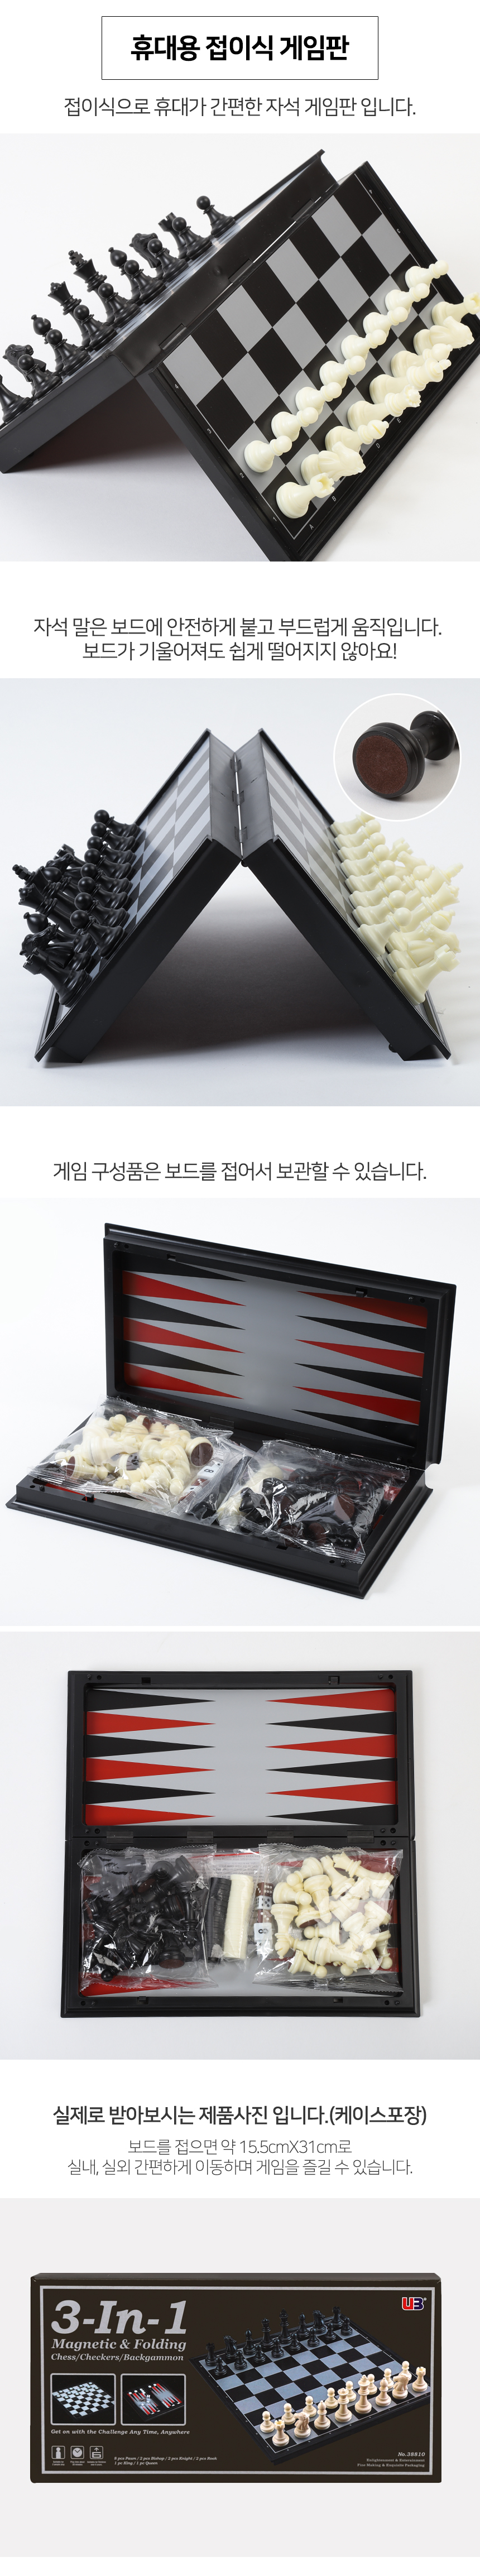 휴대용 접이식 게임판
접이식으로 휴대가 간편한 자석 게임판 입니다.
자석 말은 보드에 안전하게 붙고 부드럽게 움직입니다.
보드가 기울어져도 쉽게 떨어지지 않아요!
게임 구성품은 보드를 접어서 보관할 수 있습니다.
실제로 받아보시는 제품사진 입니다.(케이스포장)
보드를 접으면 약 15.5cmX31cm로
실내, 실외 간편하게 이동하며 게임을 즐길 수 있습니다.
UB
3-In-1
Magnetic & Folding
Chess/Checkers/Backgammon
Get on with the Challenge Any Time, Anywhere
No.38810